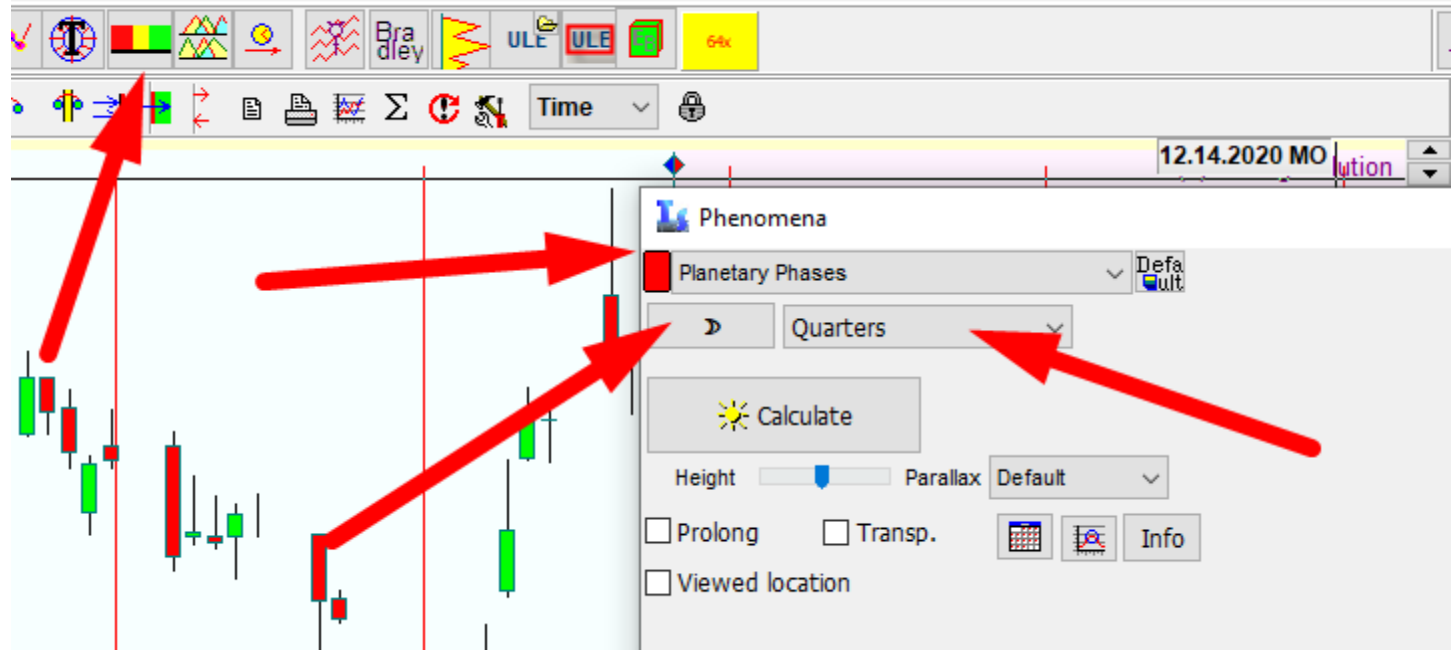 T
Bra
dley
ULE
ULE
EB
64x
Σ
Time
12.14.2020 MO
lution
Phenomena
Planetary Phases
Defa
ult
Quarters
Calculate
Height
Parallax
Default
Prolong
Transp.
Info
Viewed location